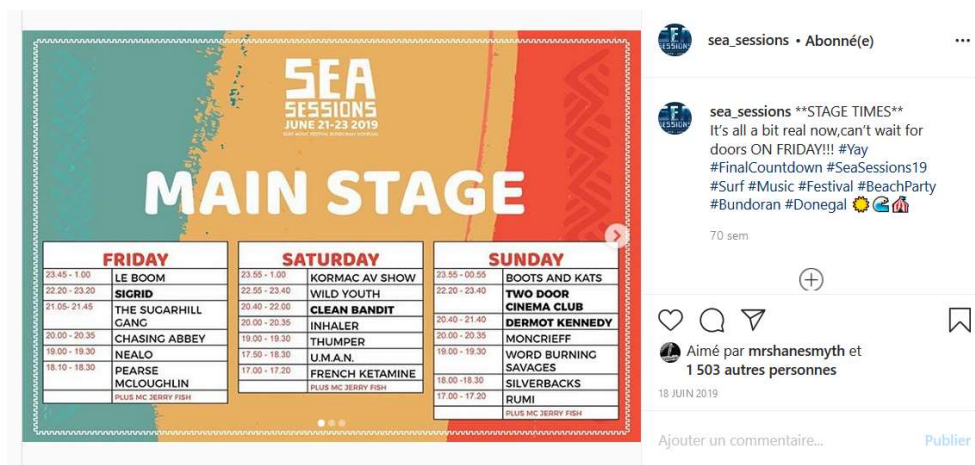 SEA
SESSIONS
JUNE 21-23 2019
SURF MUSIC FESTIVAL BUNDORAN DONEGAL
MAIN STAGE
FRIDAY
23.45 - 1.00 LE BOOM
22.20 - 23.20 SIGRID
21.05- 21.45 THE SUGARHILL
GANG
20.00 - 20.35 CHASING ABBEY
19.00 - 19.30 NEALO
18.10 - 18.30 PEARSE
MCLOUGHLIN
PLUS MC JERRY FISH
SATURDAY
23.55 - 1.00 KORMAC AV SHOW
22.55 - 23.40 WILD YOUTH
20.40 - 22.00 CLEAN BANDIT
20.00 - 20.35 INHALER
19.00 - 19.30 THUMPER
17.50 - 18.30 U.M.A.N.
17.00 - 17.20 FRENCH KETAMINE
PLUS MC JERRY FISH
SUNDAY
23.55 - 00.55 BOOTS AND KATS
22.20 - 23.40 TWO DOOR
CINEMA CLUB
20.40 - 21.40 DERMOT KENNEDY
20.00 - 20.35 MONCRIEFF
19.00 - 19.30 WORD BURNING
SAVAGES
18.00 -18.30 SILVERBACKS
17.00 - 17.20 RUMI
PLUS MC JERRY FISH
sea_sessions • Abonné(e)
sea_sessions **STAGE TIMES**
It's all a bit real now,can't wait for
doors ON FRIDAY!!! #Yay
#FinalCountdown #SeaSessions19
#Surf #Music #Festival #BeachParty
#Bundoran #Donegal 🌞🌊🎪
70 sem
Aimé par mrshanesmyth et
1 503 autres personnes
18 JUIN 2019
Ajouter un commentaire... Publier